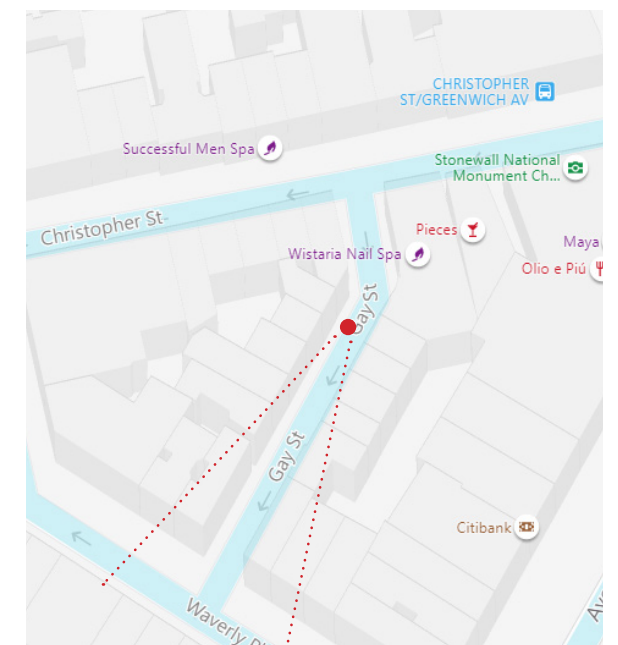 CHRISTOPHER
ST/GREENWICH AV
Successful Men Spa
Stonewall National
Monument Ch...
Christopher St
Pieces
Wistaria Nail Spa
Maya
Olio e Piú
Gay St
Gay St
Citibank
Waverly